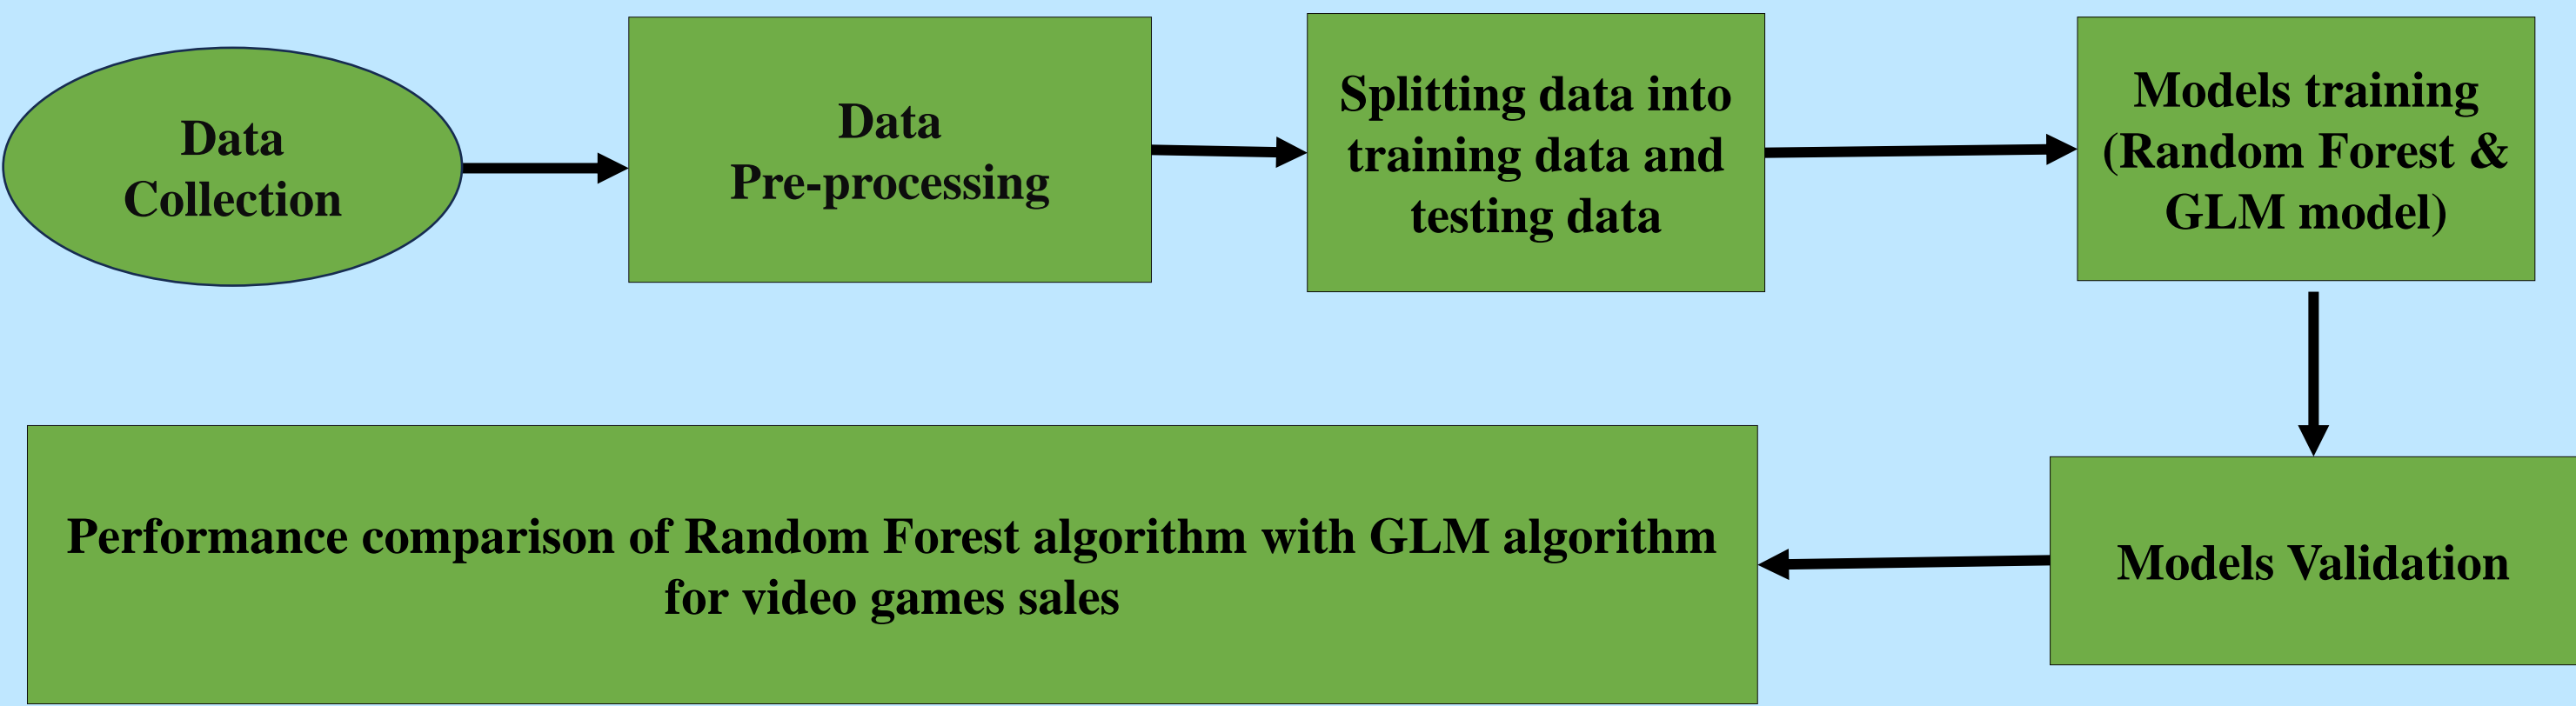 Data
Collection
Data
Pre-processing
Splitting data into
training data and
testing data
Models training
(Random Forest &
GLM model)
Models Validation
Performance comparison of Random Forest algorithm with GLM algorithm
for video games sales